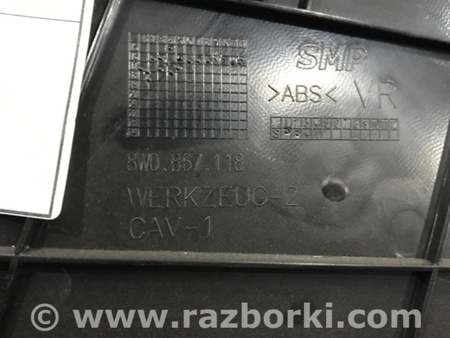 SMP
>ABS< VR
8W0.867.118
WERKZEUG-2
CAV-1
© www.razborki.com